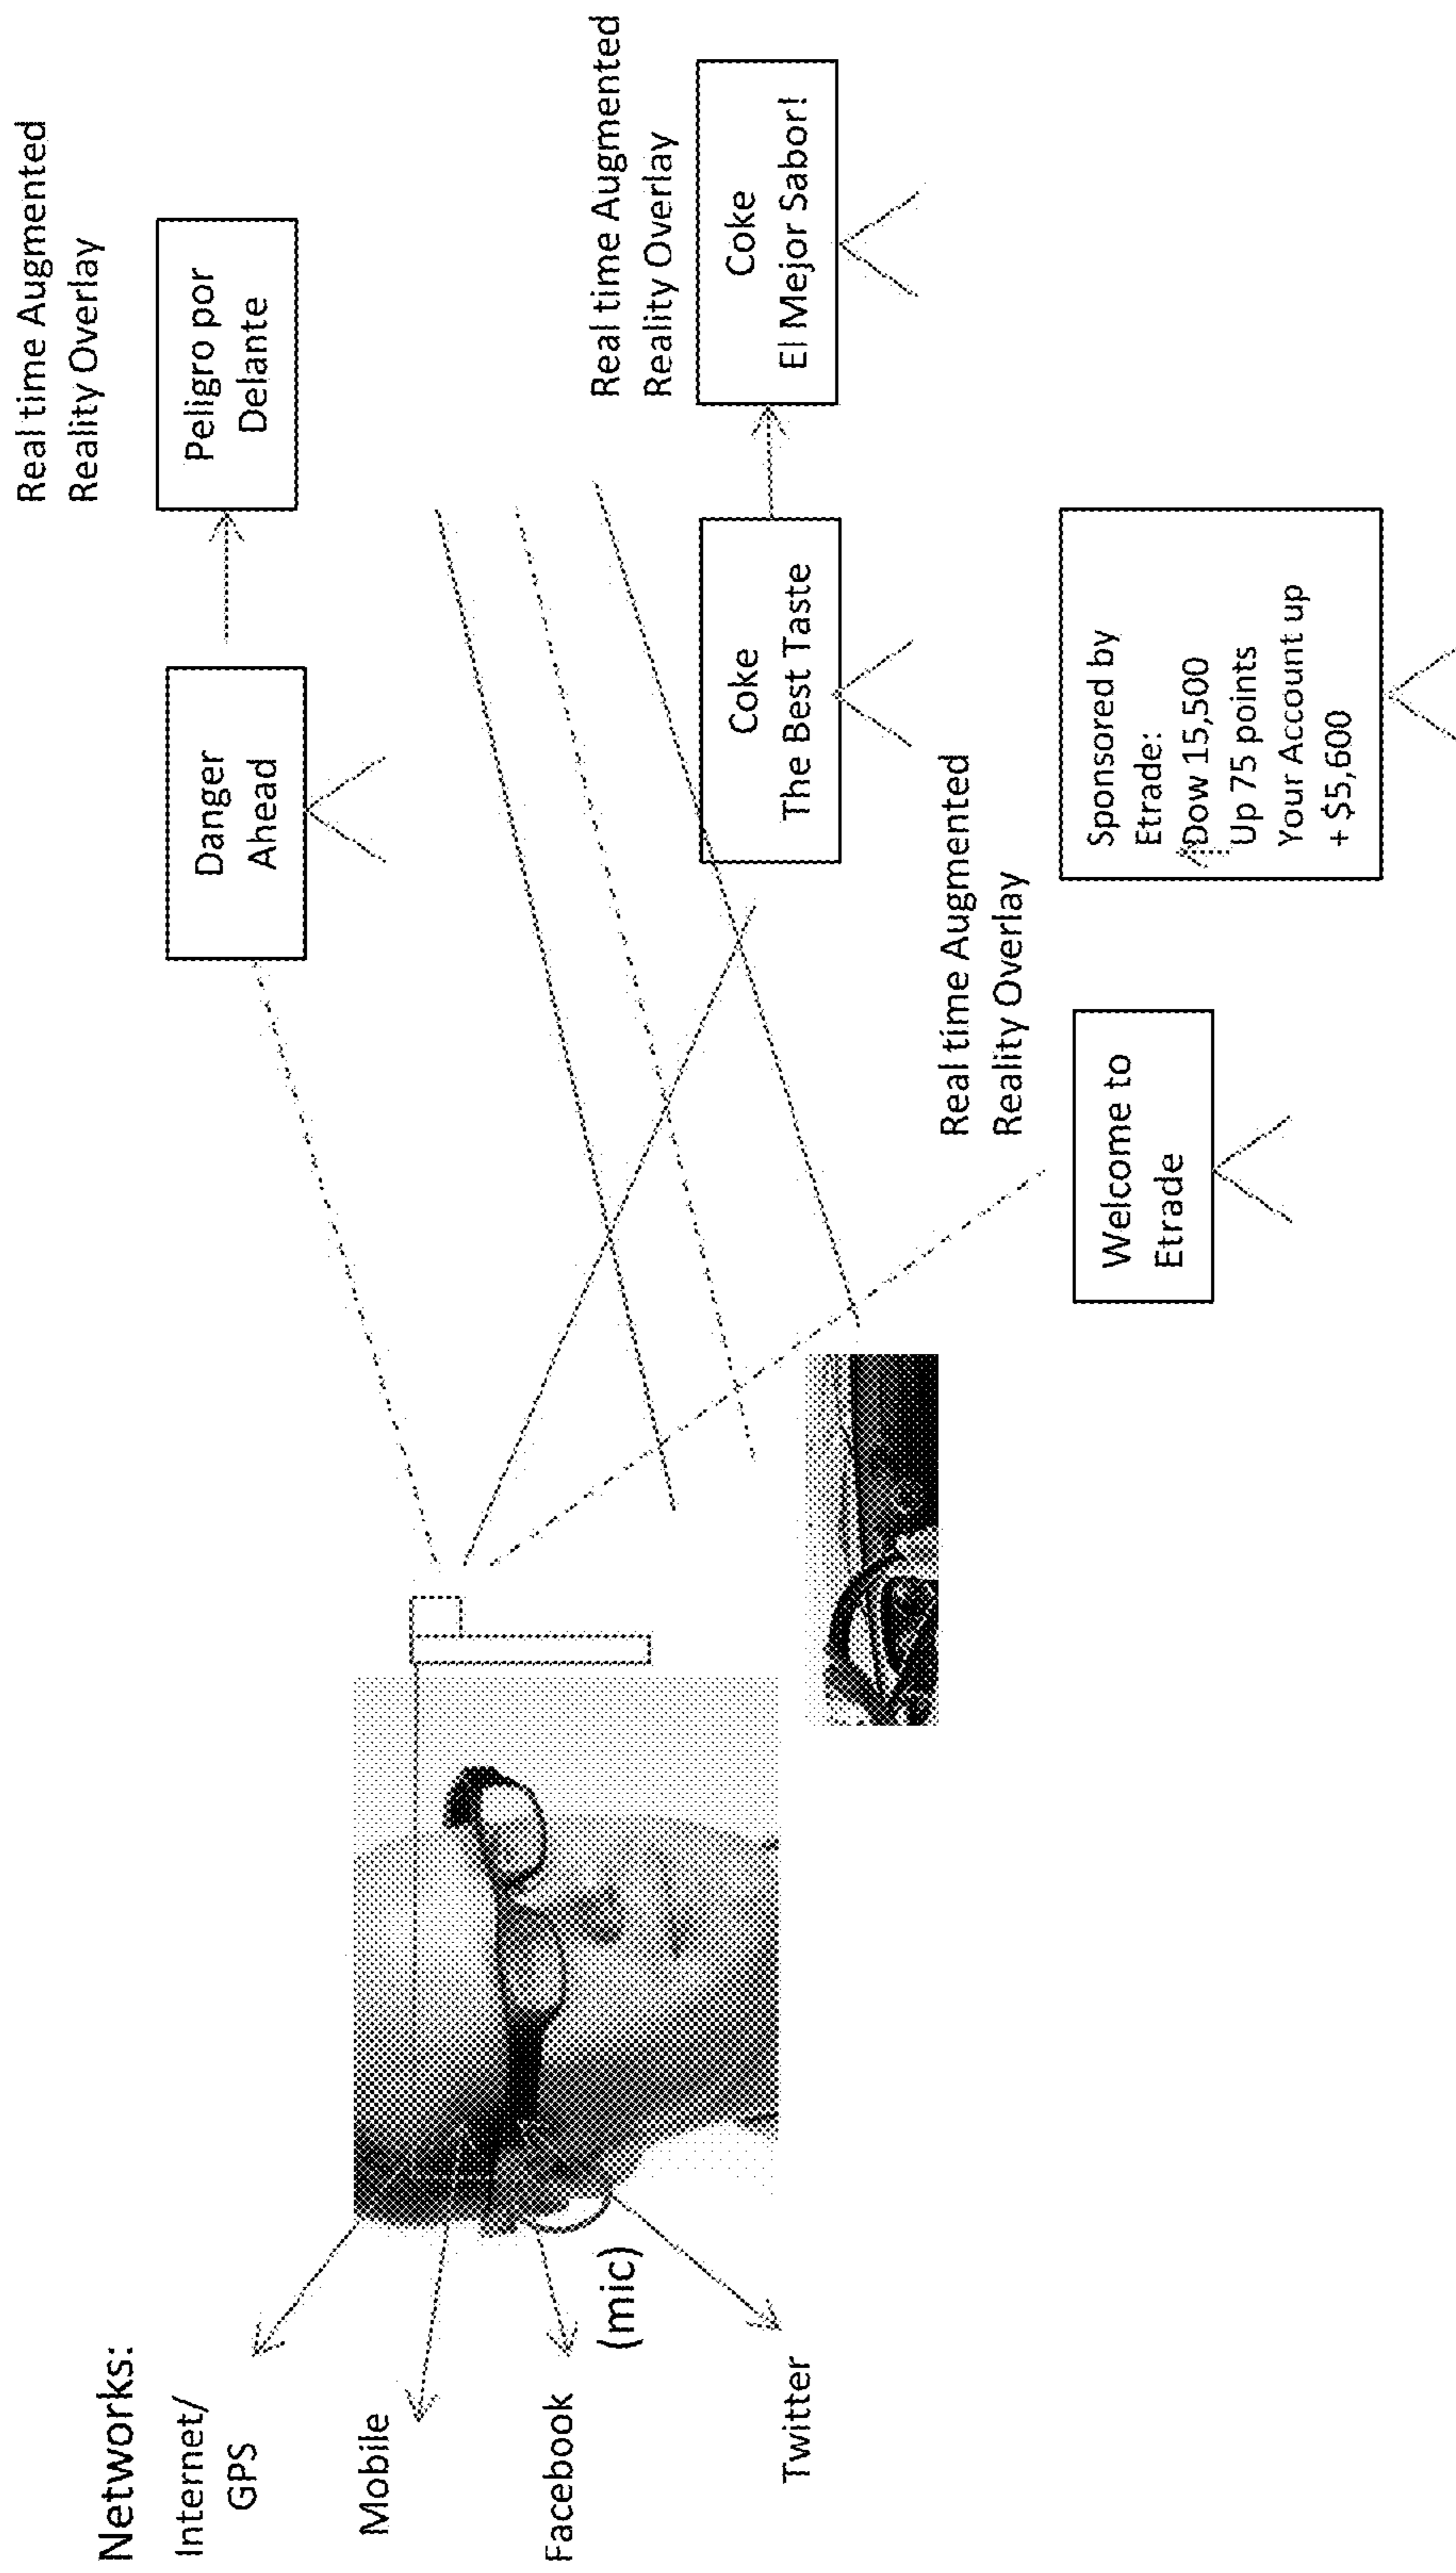 Networks:
Internet/
GPS
Mobile
Facebook
(mic)
Twitter
Danger
Ahead
Real time Augmented
Reality Overlay
Peligro por
Delante
Coke
The Best Taste
Real time Augmented
Reality Overlay
Coke
El Mejor Sabor!
Welcome to
Etrade
Real time Augmented
Reality Overlay
Sponsored by
Etrade:
Dow 15,500
Up 75 points
Your Account up
+ $5,600